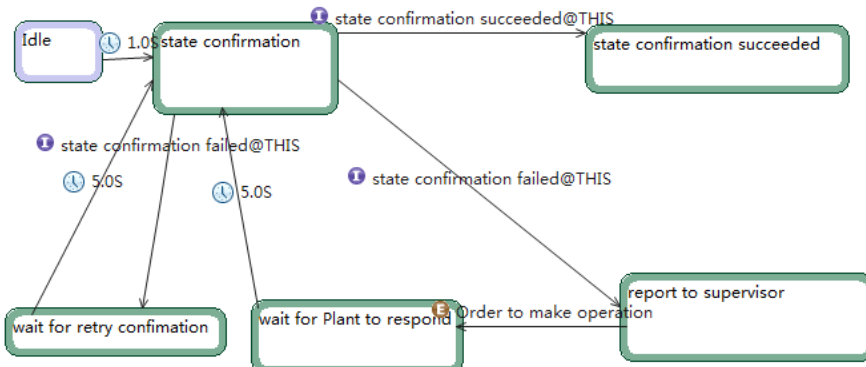 I state confirmation succeeded@THIS
Idle
1.0S
state confirmation
state confirmation succeeded
I state confirmation failed@THIS
5.0S
5.0S
I state confirmation failed@THIS
report to supervisor
wait for retry confimation
wait for Plant to respond
E Order to make operation